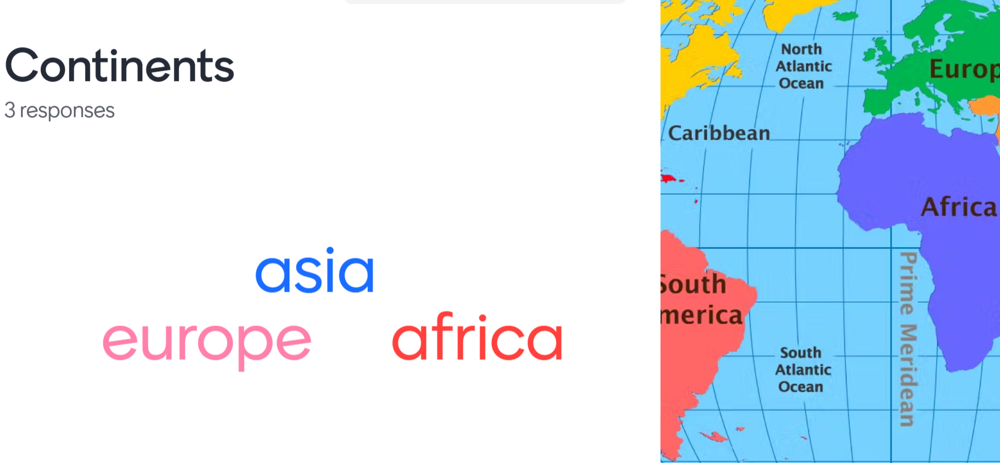 Continents
3 responses
asia
europe africa
North
Atlantic
Ocean
Europ
Caribbean
Africa
South
merica
Prime Meridean
South
Atlantic
Ocean